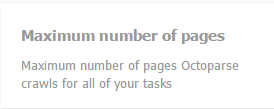 Maximum number of pages
Maximum number of pages Octoparse
crawls for all of your tasks